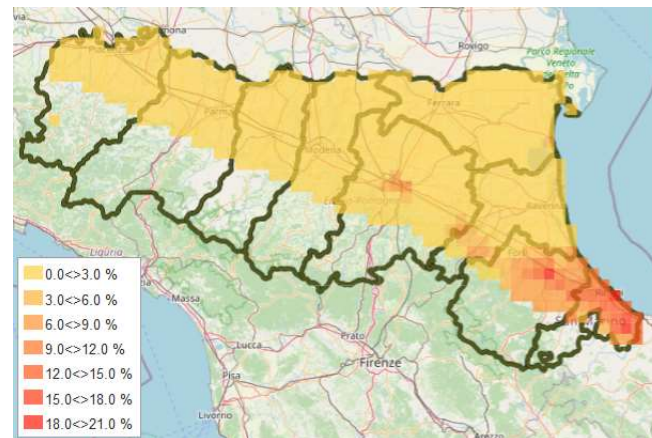 Rovigo
Parco Regionale
Veneto
Ferrara
Parma
Modena
Ravenna
Forlì
Liguria
Massa
Lucca
Prato
Pisa
Firenze
Livorno
0.0<>3.0 %
3.0<>6.0 %
6.0<>9.0 %
9.0<>12.0 %
12.0<>15.0 %
15.0<>18.0 %
18.0<>21.0 %